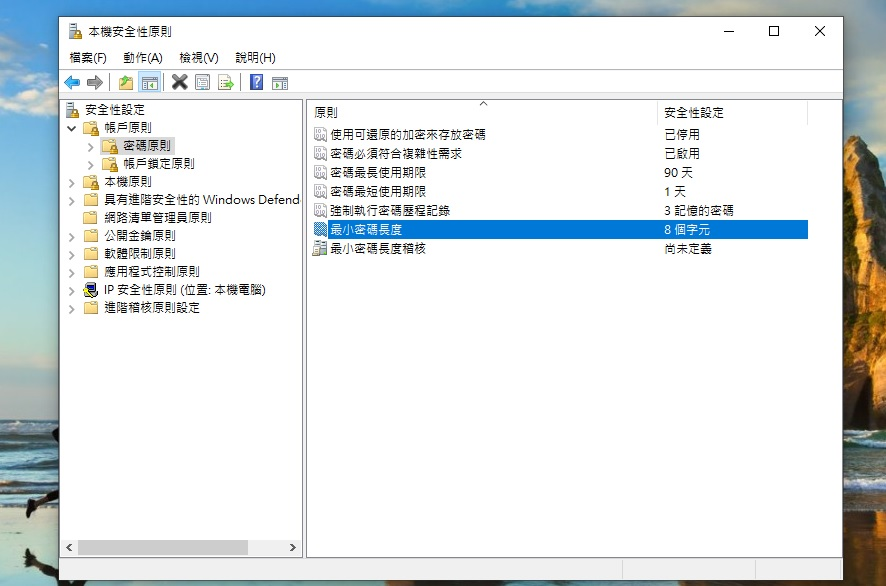 本機安全性原則
檔案(F) 動作(A) 檢視(V) 說明(H)
安全性設定
帳戶原則
密碼原則
帳戶鎖定原則
本機原則
具有進階安全性的 Windows Defend
網路清單管理員原則
公開金鑰原則
軟體限制原則
應用程式控制原則
IP 安全性原則 (位置: 本機電腦)
進階稽核原則設定
原則 安全性設定
使用可還原的加密來存放密碼 已停用
密碼必須符合複雜性需求 已啟用
密碼最長使用期限 90 天
密碼最短使用期限 1 天
強制執行密碼歷程記錄 3 記憶的密碼
最小密碼長度 8 個字元
最小密碼長度稽核 尚未定義